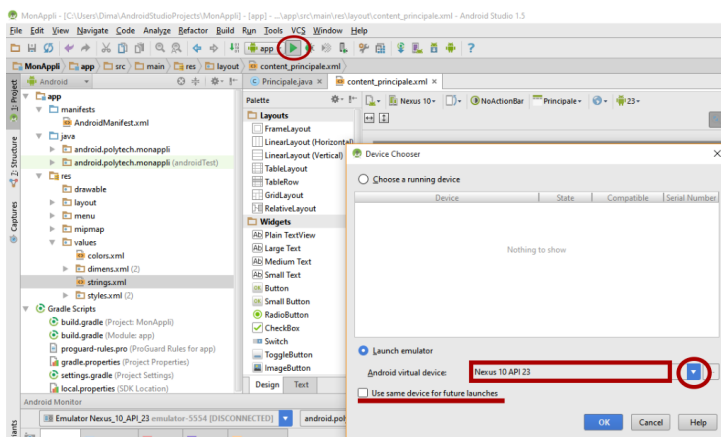 MonAppli - [C:\Users\Dima\AndroidStudioProjects\MonAppli] - [app] - ...\app\src\main\res\layout\content_principale.xml - Android Studio 1.5
File Edit View Navigate Code Analyze Refactor Build Run Tools VCS Window Help
app
MonAppli app src main res layout content_principale.xml
Android
Principale.java content_principale.xml
1: Project
2: Structure
Captures
app
manifests
AndroidManifest.xml
java
android.polytech.monappli
android.polytech.monappli (androidTest)
res
drawable
layout
menu
mipmap
values
colors.xml
dimens.xml (2)
strings.xml
styles.xml (2)
Gradle Scripts
build.gradle (Project: MonAppli)
build.gradle (Module: app)
proguard-rules.pro (ProGuard Rules for app)
gradle.properties (Project Properties)
settings.gradle (Project Settings)
local.properties (SDK Location)
Palette
Layouts
FrameLayout
LinearLayout (Horizontal)
LinearLayout (Vertical)
TableLayout
TableRow
GridLayout
RelativeLayout
Widgets
Plain TextView
Large Text
Medium Text
Small Text
Button
Small Button
RadioButton
CheckBox
Switch
ToggleButton
ImageButton
Design Text
Nexus 10 NoActionBar Principale 23
Device Chooser
Choose a running device
Device State Compatible Serial Number
Nothing to show
Launch emulator
Android virtual device: Nexus 10 API 23
Use same device for future launches
OK Cancel Help
Android Monitor
Emulator Nexus_10_API_23 emulator-5554 [DISCONNECTED] android.pol